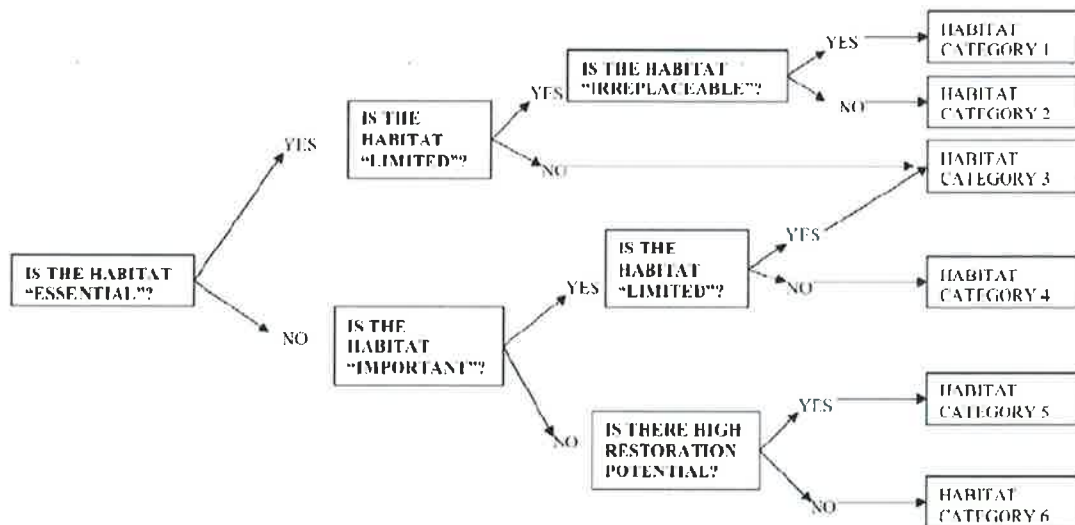 YES
HABITAT
CATEGORY 1
IS THE HABITAT
“IRREPLACEABLE”?
YES
NO
HABITAT
CATEGORY 2
IS THE
HABITAT
“LIMITED”?
YES
NO
HABITAT
CATEGORY 3
YES
IS THE
HABITAT
“LIMITED”?
YES
IS THE HABITAT
“ESSENTIAL”?
YES
NO
HABITAT
CATEGORY 4
NO
IS THE
HABITAT
“IMPORTANT”?
YES
HABITAT
CATEGORY 5
NO
IS THERE HIGH
RESTORATION
POTENTIAL?
NO
HABITAT
CATEGORY 6